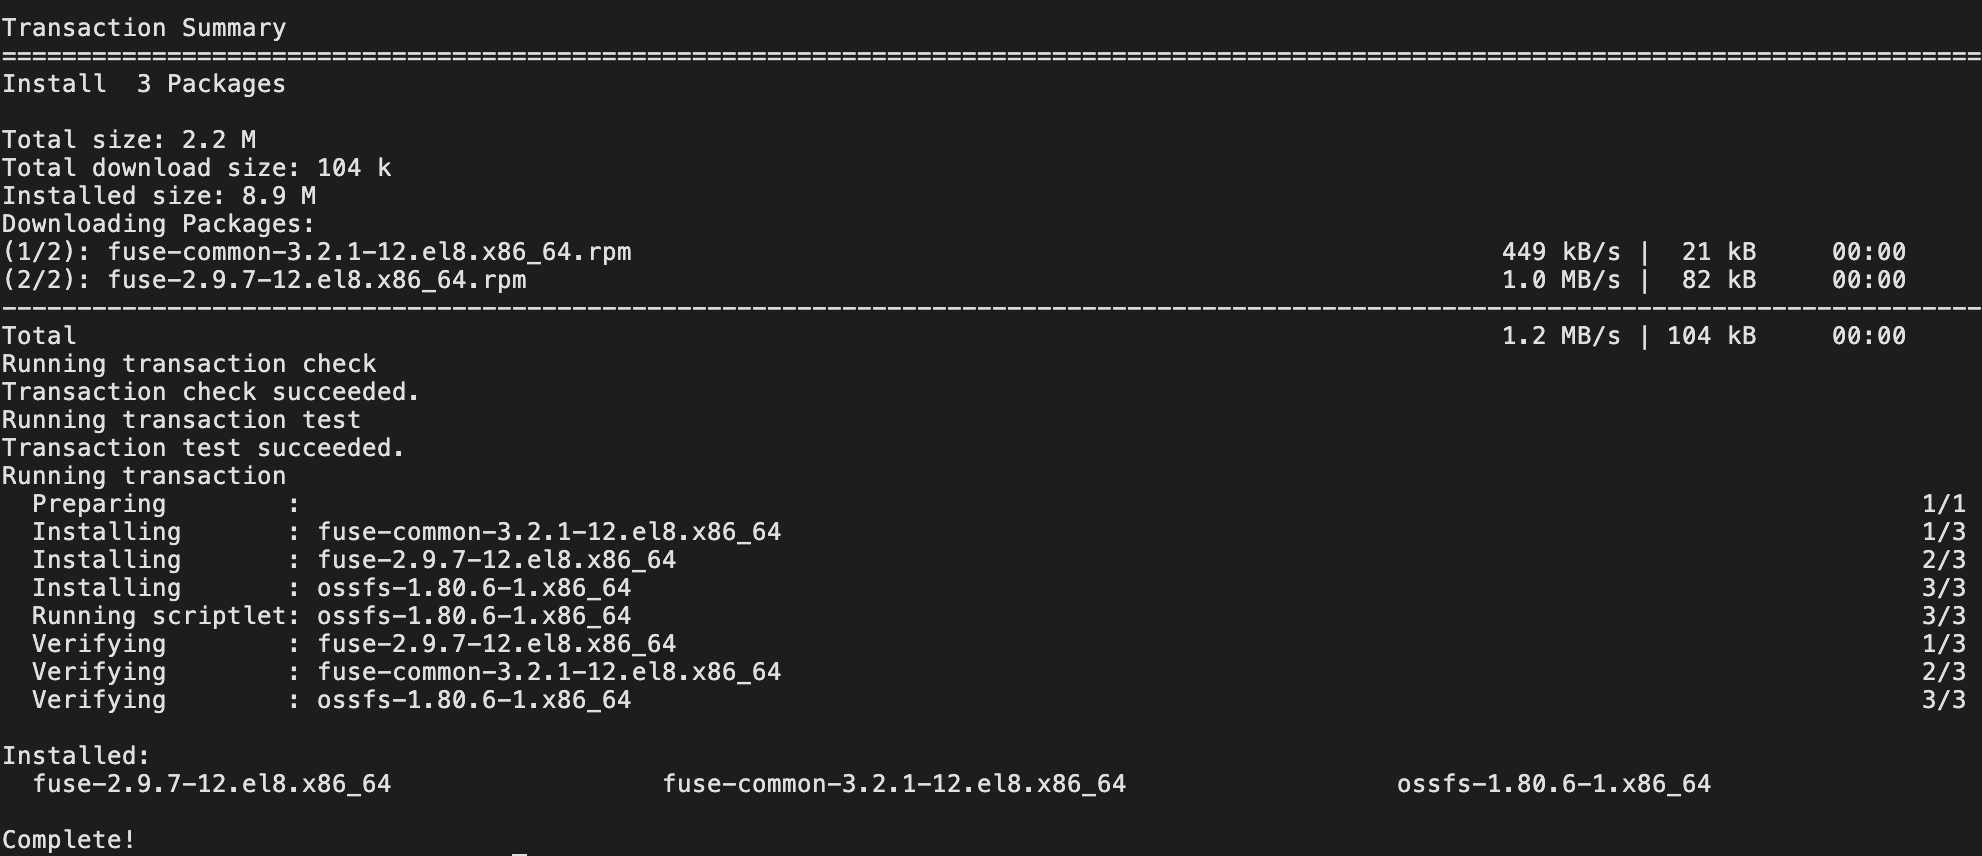 Transaction Summary
====================================================================================================================================
Install  3 Packages

Total size: 2.2 M
Total download size: 104 k
Installed size: 8.9 M
Downloading Packages:
(1/2): fuse-common-3.2.1-12.el8.x86_64.rpm                                                          449 kB/s |  21 kB     00:00
(2/2): fuse-2.9.7-12.el8.x86_64.rpm                                                                 1.0 MB/s |  82 kB     00:00
------------------------------------------------------------------------------------------------------------------------------------
Total                                                                                               1.2 MB/s | 104 kB     00:00
Running transaction check
Transaction check succeeded.
Running transaction test
Transaction test succeeded.
Running transaction
  Preparing        :                                                                                                            1/1
  Installing       : fuse-common-3.2.1-12.el8.x86_64                                                                            1/3
  Installing       : fuse-2.9.7-12.el8.x86_64                                                                                   2/3
  Installing       : ossfs-1.80.6-1.x86_64                                                                                      3/3
  Running scriptlet: ossfs-1.80.6-1.x86_64                                                                                      3/3
  Verifying        : fuse-2.9.7-12.el8.x86_64                                                                                   1/3
  Verifying        : fuse-common-3.2.1-12.el8.x86_64                                                                            2/3
  Verifying        : ossfs-1.80.6-1.x86_64                                                                                      3/3

Installed:
  fuse-2.9.7-12.el8.x86_64                  fuse-common-3.2.1-12.el8.x86_64                  ossfs-1.80.6-1.x86_64

Complete!